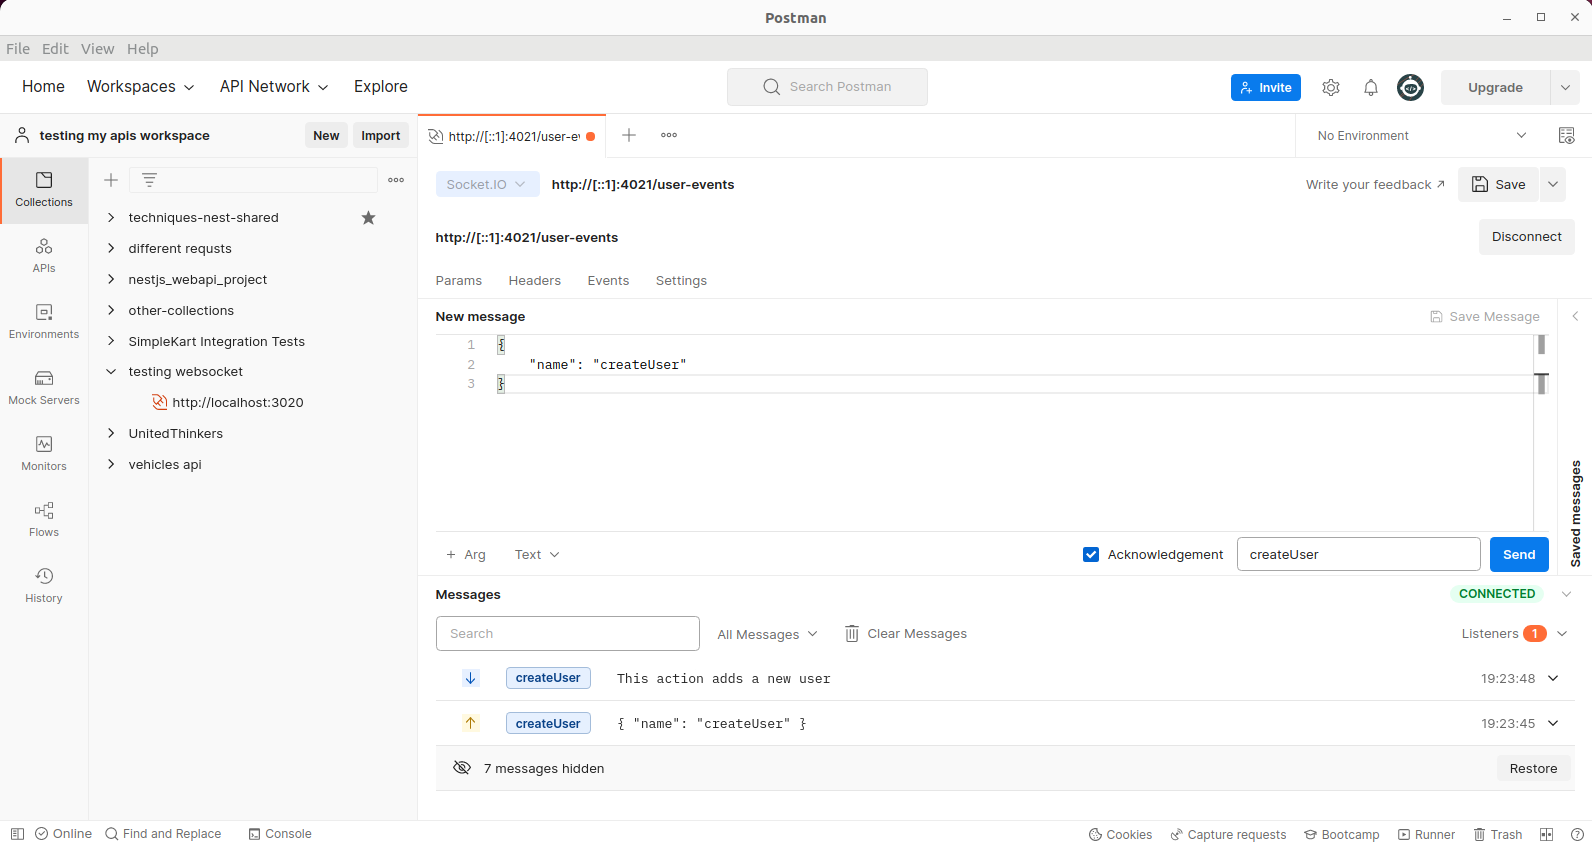 Postman
File Edit View Help
Home Workspaces API Network Explore Search Postman Invite Upgrade
testing my apis workspace New Import http://[::1]:4021/user-ev No Environment
Collections
APIs
Environments
Mock Servers
Monitors
Flows
History
techniques-nest-shared
different requsts
nestjs_webapi_project
other-collections
SimpleKart Integration Tests
testing websocket
http://localhost:3020
UnitedThinkers
vehicles api
Socket.IO http://[::1]:4021/user-events Write your feedback Save
http://[::1]:4021/user-events Disconnect
Params Headers Events Settings
New message Save Message
1 {
2 "name": "createUser"
3 }
Saved messages
+ Arg Text Acknowledgement createUser Send
Messages CONNECTED
Search All Messages Clear Messages Listeners 1
createUser This action adds a new user 19:23:48
createUser { "name": "createUser" } 19:23:45
7 messages hidden Restore
Online Find and Replace Console Cookies Capture requests Bootcamp Runner Trash